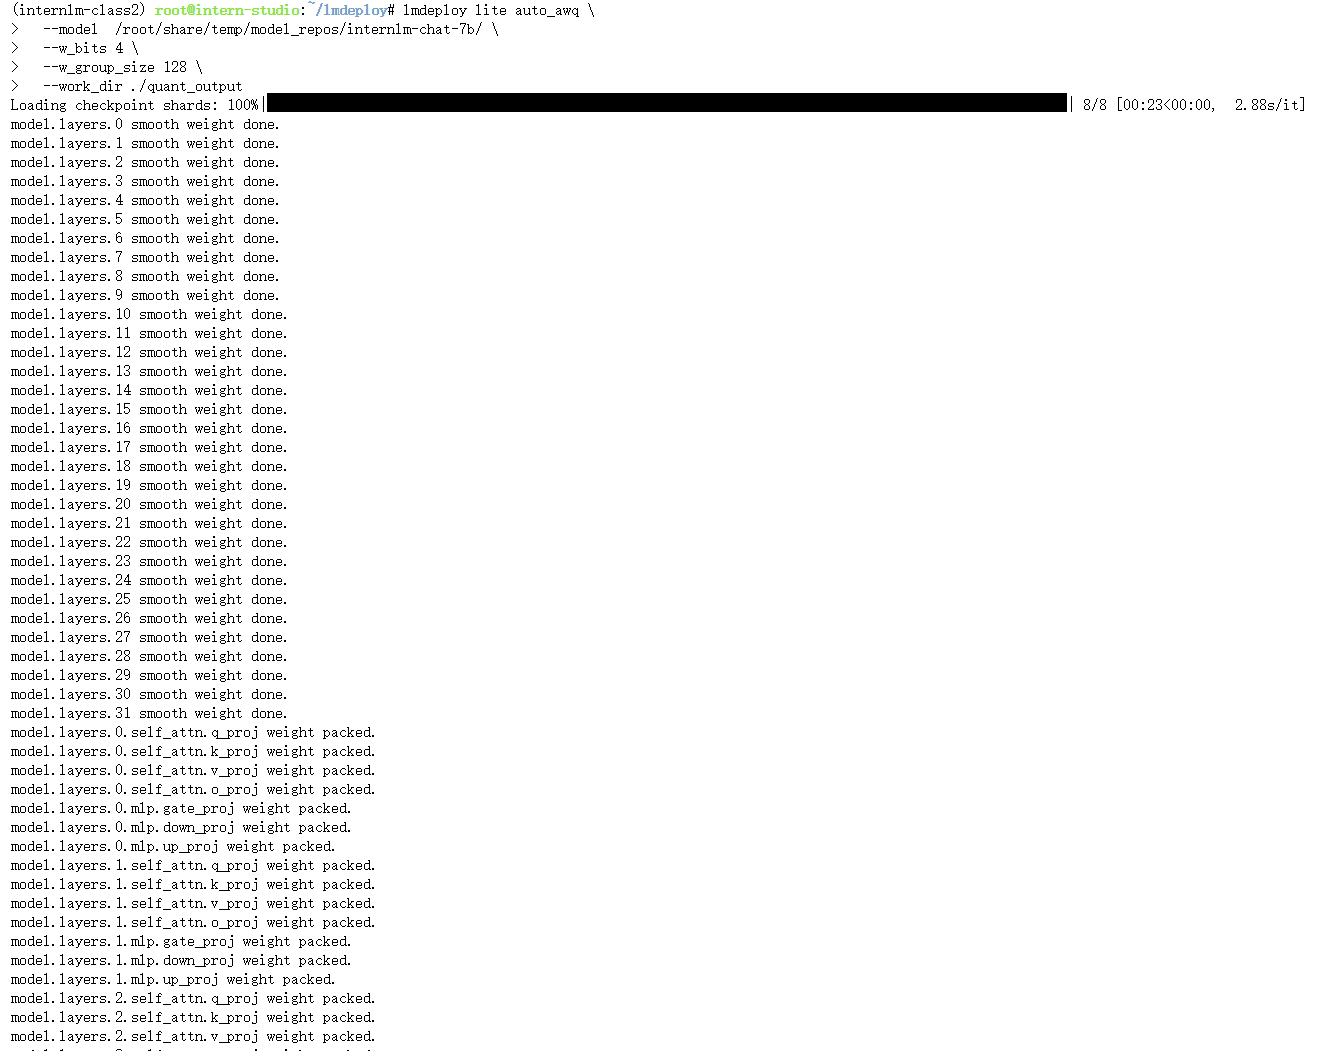 (internlm-class2) root@intern-studio:~/lmdeploy# lmdeploy lite auto_awq \
>   --model  /root/share/temp/model_repos/internlm-chat-7b/ \
>   --w_bits 4 \
>   --w_group_size 128 \
>   --work_dir ./quant_output
Loading checkpoint shards: 100%|██████████| 8/8 [00:23<00:00,  2.88s/it]
model.layers.0 smooth weight done.
model.layers.1 smooth weight done.
model.layers.2 smooth weight done.
model.layers.3 smooth weight done.
model.layers.4 smooth weight done.
model.layers.5 smooth weight done.
model.layers.6 smooth weight done.
model.layers.7 smooth weight done.
model.layers.8 smooth weight done.
model.layers.9 smooth weight done.
model.layers.10 smooth weight done.
model.layers.11 smooth weight done.
model.layers.12 smooth weight done.
model.layers.13 smooth weight done.
model.layers.14 smooth weight done.
model.layers.15 smooth weight done.
model.layers.16 smooth weight done.
model.layers.17 smooth weight done.
model.layers.18 smooth weight done.
model.layers.19 smooth weight done.
model.layers.20 smooth weight done.
model.layers.21 smooth weight done.
model.layers.22 smooth weight done.
model.layers.23 smooth weight done.
model.layers.24 smooth weight done.
model.layers.25 smooth weight done.
model.layers.26 smooth weight done.
model.layers.27 smooth weight done.
model.layers.28 smooth weight done.
model.layers.29 smooth weight done.
model.layers.30 smooth weight done.
model.layers.31 smooth weight done.
model.layers.0.self_attn.q_proj weight packed.
model.layers.0.self_attn.k_proj weight packed.
model.layers.0.self_attn.v_proj weight packed.
model.layers.0.self_attn.o_proj weight packed.
model.layers.0.mlp.gate_proj weight packed.
model.layers.0.mlp.down_proj weight packed.
model.layers.0.mlp.up_proj weight packed.
model.layers.1.self_attn.q_proj weight packed.
model.layers.1.self_attn.k_proj weight packed.
model.layers.1.self_attn.v_proj weight packed.
model.layers.1.self_attn.o_proj weight packed.
model.layers.1.mlp.gate_proj weight packed.
model.layers.1.mlp.down_proj weight packed.
model.layers.1.mlp.up_proj weight packed.
model.layers.2.self_attn.q_proj weight packed.
model.layers.2.self_attn.k_proj weight packed.
model.layers.2.self_attn.v_proj weight packed.